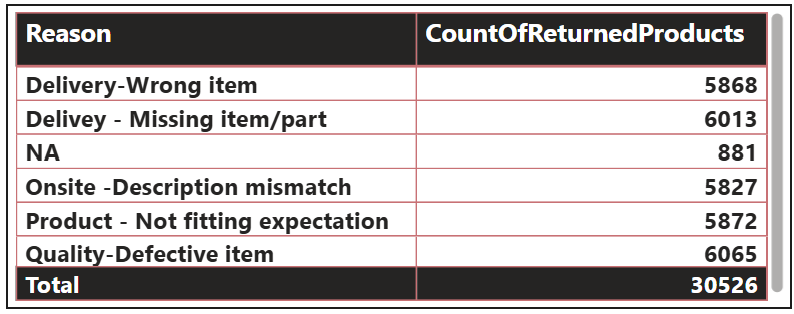 Reason CountOfReturnedProducts
Delivery-Wrong item 5868
Delivey - Missing item/part 6013
NA 881
Onsite -Description mismatch 5827
Product - Not fitting expectation 5872
Quality-Defective item 6065
Total 30526